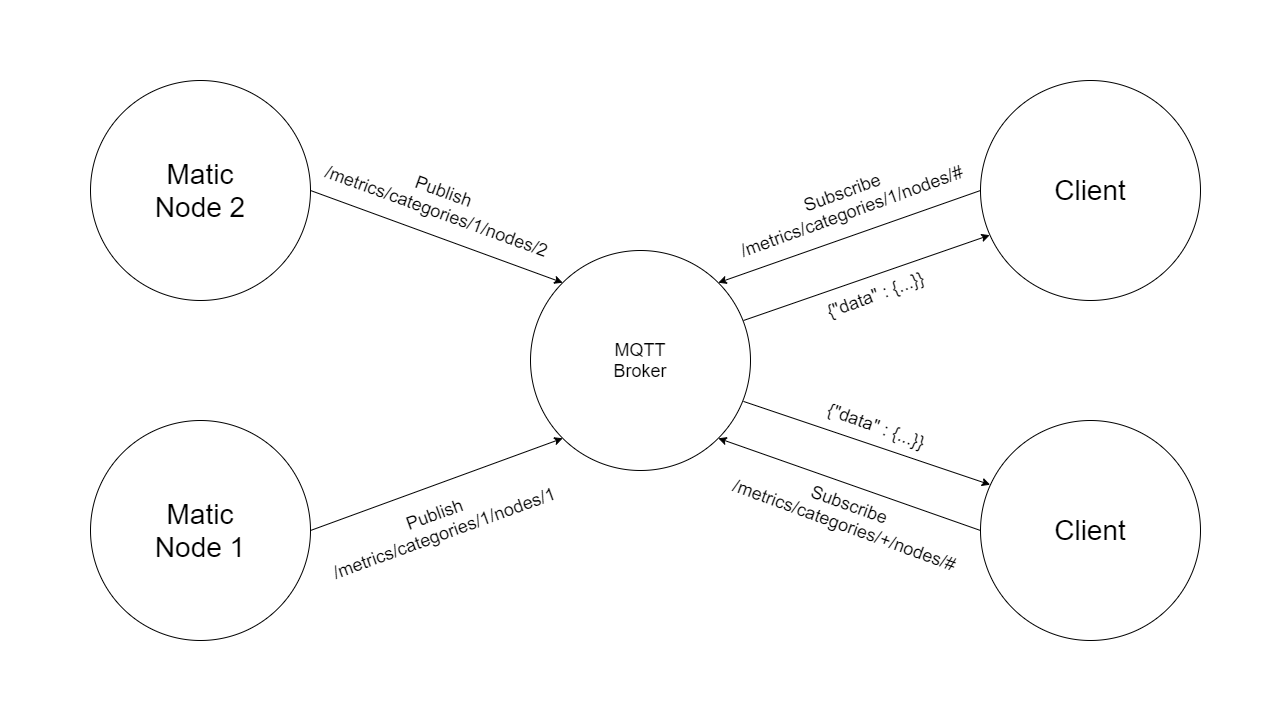 Matic
Node 2
Publish
/metrics/categories/1/nodes/2
Subscribe
/metrics/categories/1/nodes/#
Client
{"data" : {...}}
MQTT
Broker
{"data" : {...}}
Matic
Node 1
Publish
/metrics/categories/1/nodes/1
Subscribe
/metrics/categories/+/nodes/#
Client